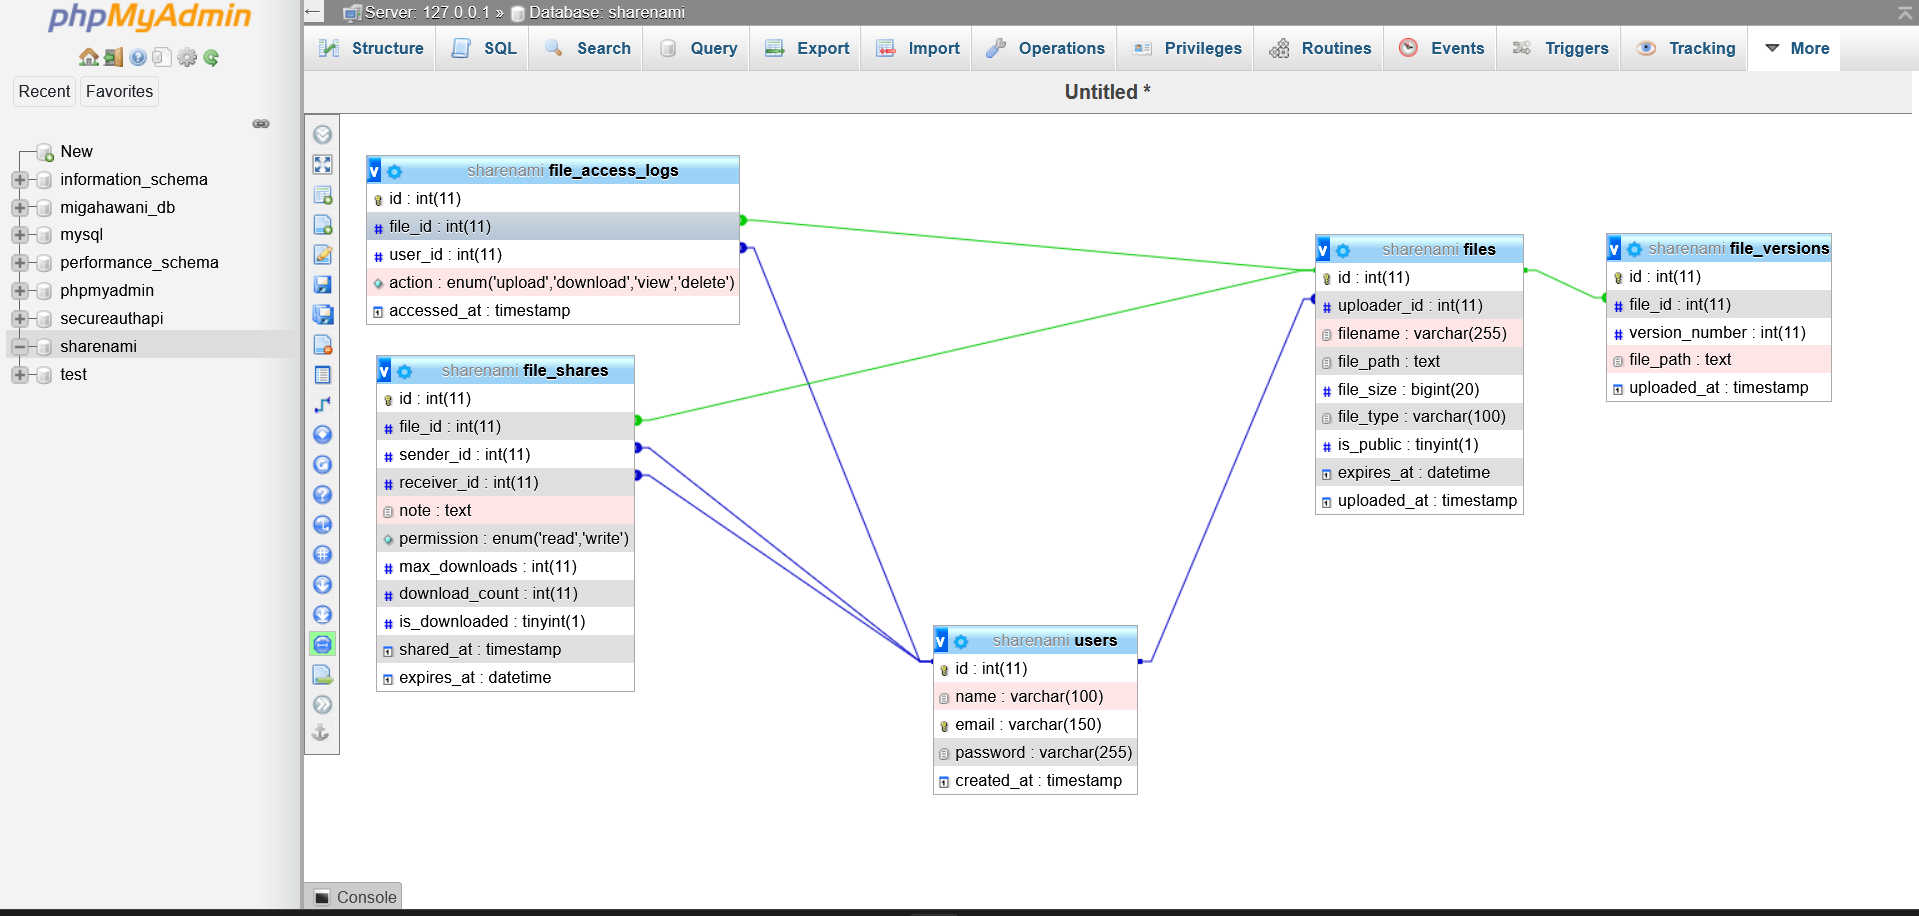 phpMyAdmin
Recent
Favorites
New
information_schema
migahawani_db
mysql
performance_schema
phpmyadmin
secureauthapi
sharenami
test
Server: 127.0.0.1 » Database: sharenami
Structure
SQL
Search
Query
Export
Import
Operations
Privileges
Routines
Events
Triggers
Tracking
More
Untitled *
v sharenami file_access_logs
id : int(11)
file_id : int(11)
user_id : int(11)
action : enum('upload','download','view','delete')
accessed_at : timestamp
v sharenami file_shares
id : int(11)
file_id : int(11)
sender_id : int(11)
receiver_id : int(11)
note : text
permission : enum('read','write')
max_downloads : int(11)
download_count : int(11)
is_downloaded : tinyint(1)
shared_at : timestamp
expires_at : datetime
v sharenami users
id : int(11)
name : varchar(100)
email : varchar(150)
password : varchar(255)
created_at : timestamp
v sharenami files
id : int(11)
uploader_id : int(11)
filename : varchar(255)
file_path : text
file_size : bigint(20)
file_type : varchar(100)
is_public : tinyint(1)
expires_at : datetime
uploaded_at : timestamp
v sharenami file_versions
id : int(11)
file_id : int(11)
version_number : int(11)
file_path : text
uploaded_at : timestamp
Console